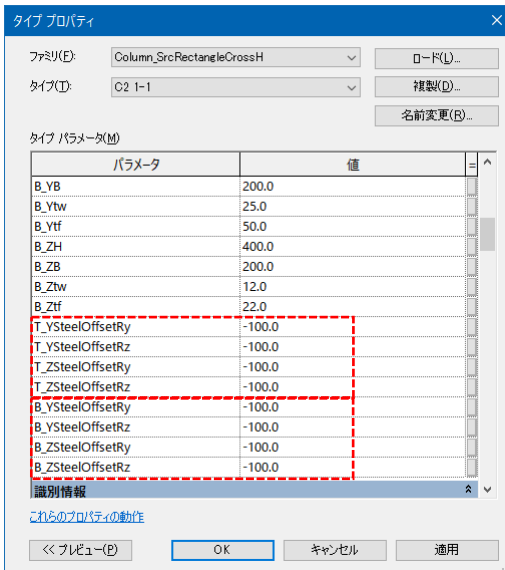 タイプ プロパティ
ファミリ(F): Column_SrcRectangleCrossH ロード(L)...
タイプ(T): C2 1-1 複製(D)...
名前変更(R)...
タイプ パラメータ(M)
パラメータ 値 =
B_YB 200.0
B_Ytw 25.0
B_Ytf 50.0
B_ZH 400.0
B_ZB 200.0
B_Ztw 12.0
B_Ztf 22.0
T_YSteelOffsetRy -100.0
T_YSteelOffsetRz -100.0
T_ZSteelOffsetRy -100.0
T_ZSteelOffsetRz -100.0
B_YSteelOffsetRy -100.0
B_YSteelOffsetRz -100.0
B_ZSteelOffsetRy -100.0
B_ZSteelOffsetRz -100.0
識別情報
これらのプロパティの動作
<< プレビュー(P) OK キャンセル 適用